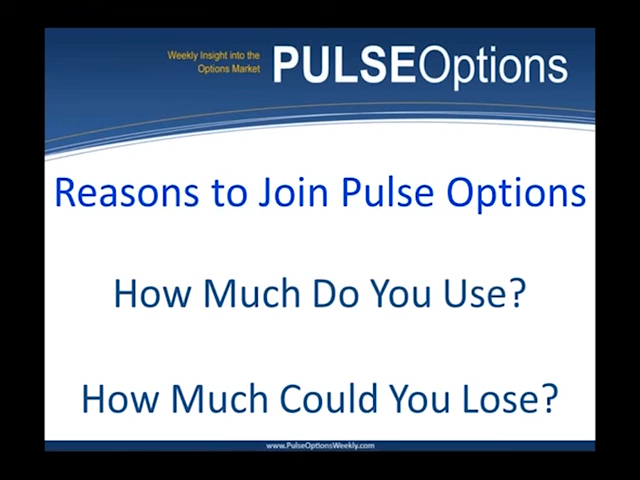 Weekly Insight into the
Options Market
PULSEOptions
Reasons to Join Pulse Options
How Much Do You Use?
How Much Could You Lose?
www.PulseOptionsWeekly.com